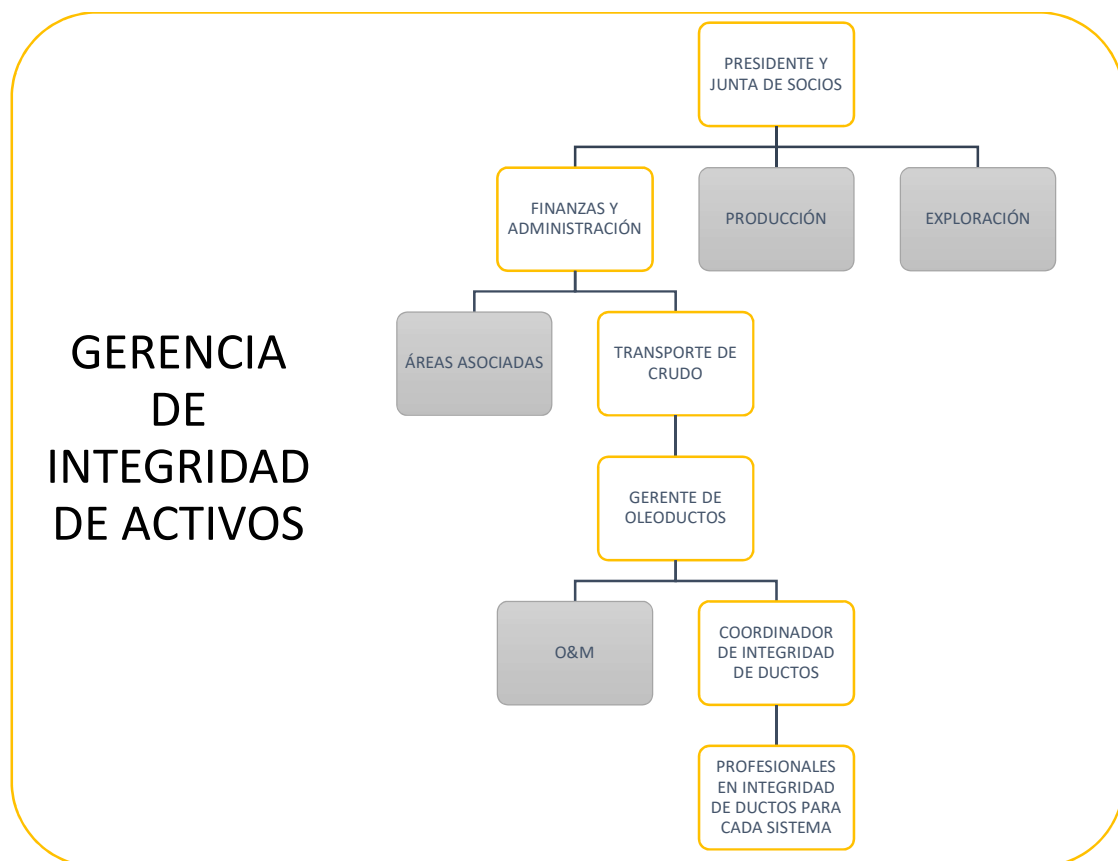 PRESIDENTE Y
JUNTA DE SOCIOS
FINANZAS Y
ADMINISTRACIÓN
PRODUCCIÓN
EXPLORACIÓN
ÁREAS ASOCIADAS
TRANSPORTE DE
CRUDO
GERENCIA
DE
INTEGRIDAD
DE ACTIVOS
GERENTE DE
OLEODUCTOS
O&M
COORDINADOR
DE INTEGRIDAD
DE DUCTOS
PROFESIONALES
EN INTEGRIDAD
DE DUCTOS PARA
CADA SISTEMA